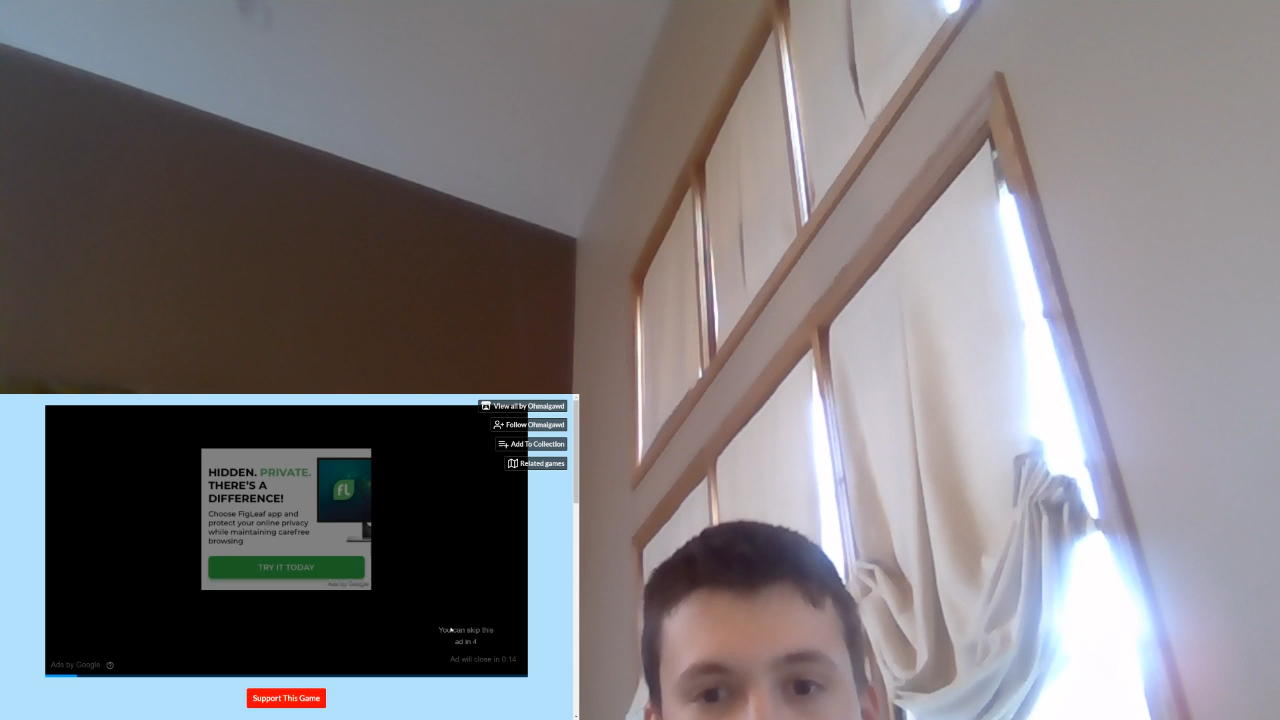 View all by Ohmalgawd
Follow Ohmalgawd
Add To Collection
Related games
HIDDEN. PRIVATE.
THERE'S A
DIFFERENCE!
Choose FigLeaf app and
protect your online privacy
while maintaining carefree
browsing
TRY IT TODAY
Ads by Google
fL
You can skip this
ad in 4
Ad will close in 0:14
Ads by Google
Support This Game